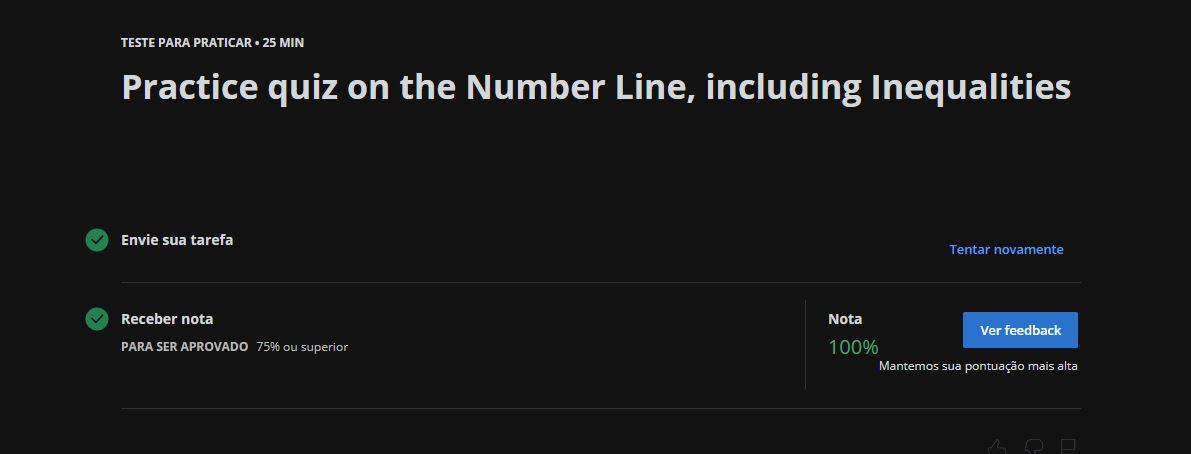 TESTE PARA PRATICAR • 25 MIN
Practice quiz on the Number Line, including Inequalities
Envie sua tarefa
Tentar novamente
Receber nota
PARA SER APROVADO 75% ou superior
Nota
100%
Ver feedback
Mantemos sua pontuação mais alta